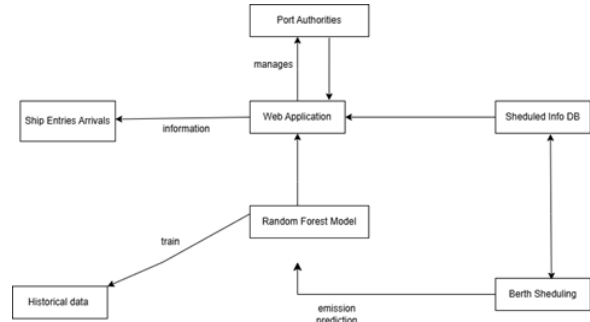 Port Authorities
manages
Ship Entries Arrivals
information
Web Application
Sheduled Info DB
Random Forest Model
train
Historical data
emission
prediction
Berth Sheduling